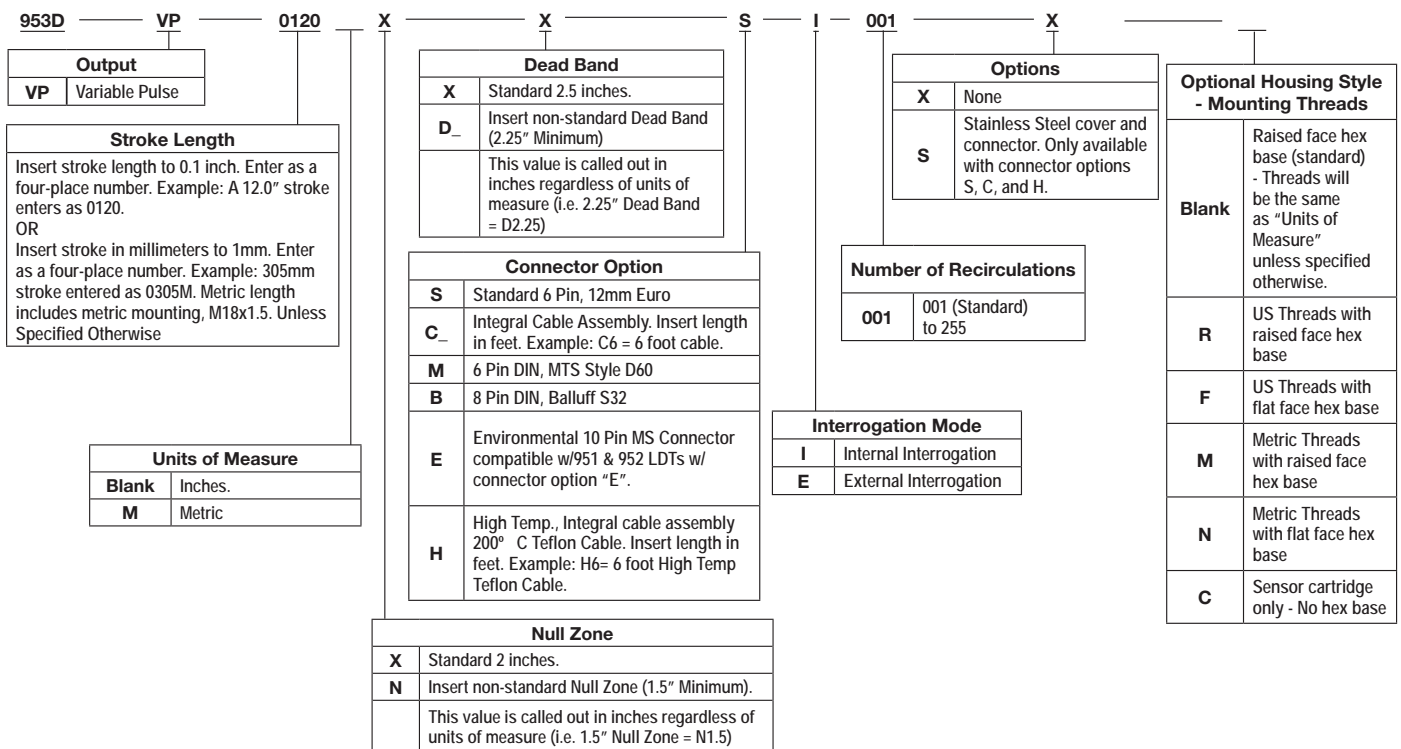 953D VP 0120 X X S I 001 X
Output
VP Variable Pulse
Stroke Length
Insert stroke length to 0.1 inch. Enter as a
four-place number. Example: A 12.0" stroke
enters as 0120.
OR
Insert stroke in millimeters to 1mm. Enter
as a four-place number. Example: 305mm
stroke entered as 0305M. Metric length
includes metric mounting, M18x1.5. Unless
Specified Otherwise
Units of Measure
Blank Inches.
M Metric
Dead Band
X Standard 2.5 inches.
D_ Insert non-standard Dead Band
(2.25" Minimum)
This value is called out in
inches regardless of units of
measure (i.e. 2.25" Dead Band
= D2.25)
Connector Option
S Standard 6 Pin, 12mm Euro
C_ Integral Cable Assembly. Insert length
in feet. Example: C6 = 6 foot cable.
M 6 Pin DIN, MTS Style D60
B 8 Pin DIN, Balluff S32
E Environmental 10 Pin MS Connector
compatible w/951 & 952 LDTs w/
connector option "E".
H High Temp., Integral cable assembly
200° C Teflon Cable. Insert length in
feet. Example: H6= 6 foot High Temp
Teflon Cable.
Null Zone
X Standard 2 inches.
N Insert non-standard Null Zone (1.5" Minimum).
This value is called out in inches regardless of
units of measure (i.e. 1.5" Null Zone = N1.5)
Options
X None
S Stainless Steel cover and
connector. Only available
with connector options
S, C, and H.
Number of Recirculations
001 001 (Standard)
to 255
Interrogation Mode
I Internal Interrogation
E External Interrogation
Optional Housing Style
- Mounting Threads
Blank Raised face hex
base (standard)
- Threads will
be the same
as "Units of
Measure"
unless specified
otherwise.
R US Threads with
raised face hex
base
F US Threads with
flat face hex base
M Metric Threads
with raised face
hex base
N Metric Threads
with flat face hex
base
C Sensor cartridge
only - No hex base